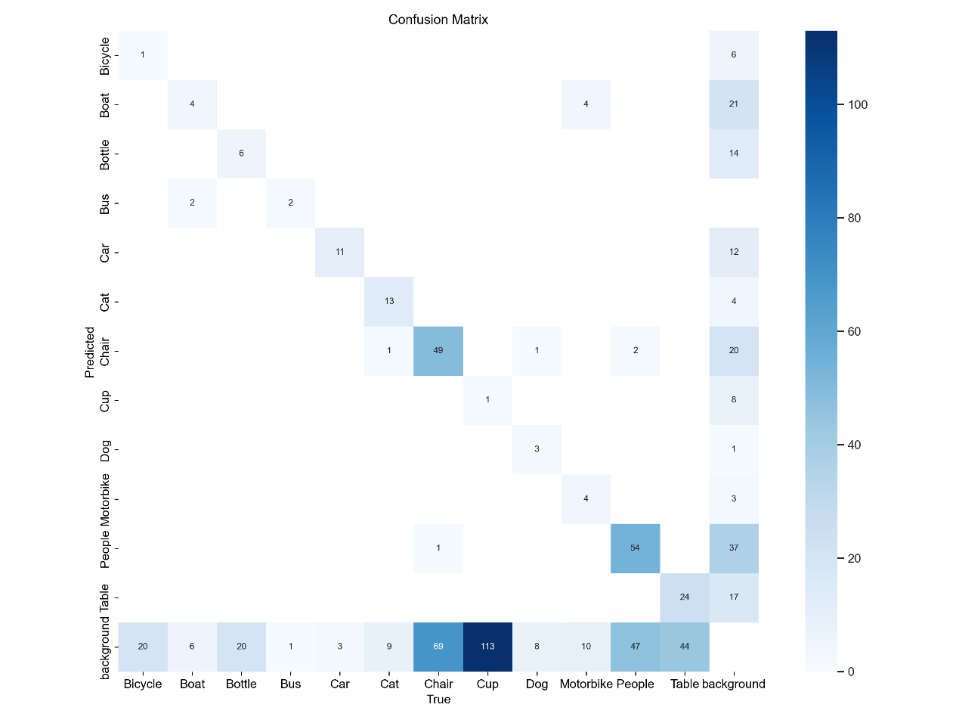 Confusion Matrix
Bicycle 1 6
Boat 4 4 21
Bottle 6 14
Bus 2 2
Car 11 12
Cat 13 4
Predicted
Chair 1 49 1 2 20
Cup 1 8
Dog 3 1
Motorbike 4 3
People 1 54 37
Table 24 17
background 20 6 20 1 3 9 69 113 8 10 47 44
Bicycle Boat Bottle Bus Car Cat Chair Cup Dog Motorbike People Table background
True
100
80
60
40
20
0